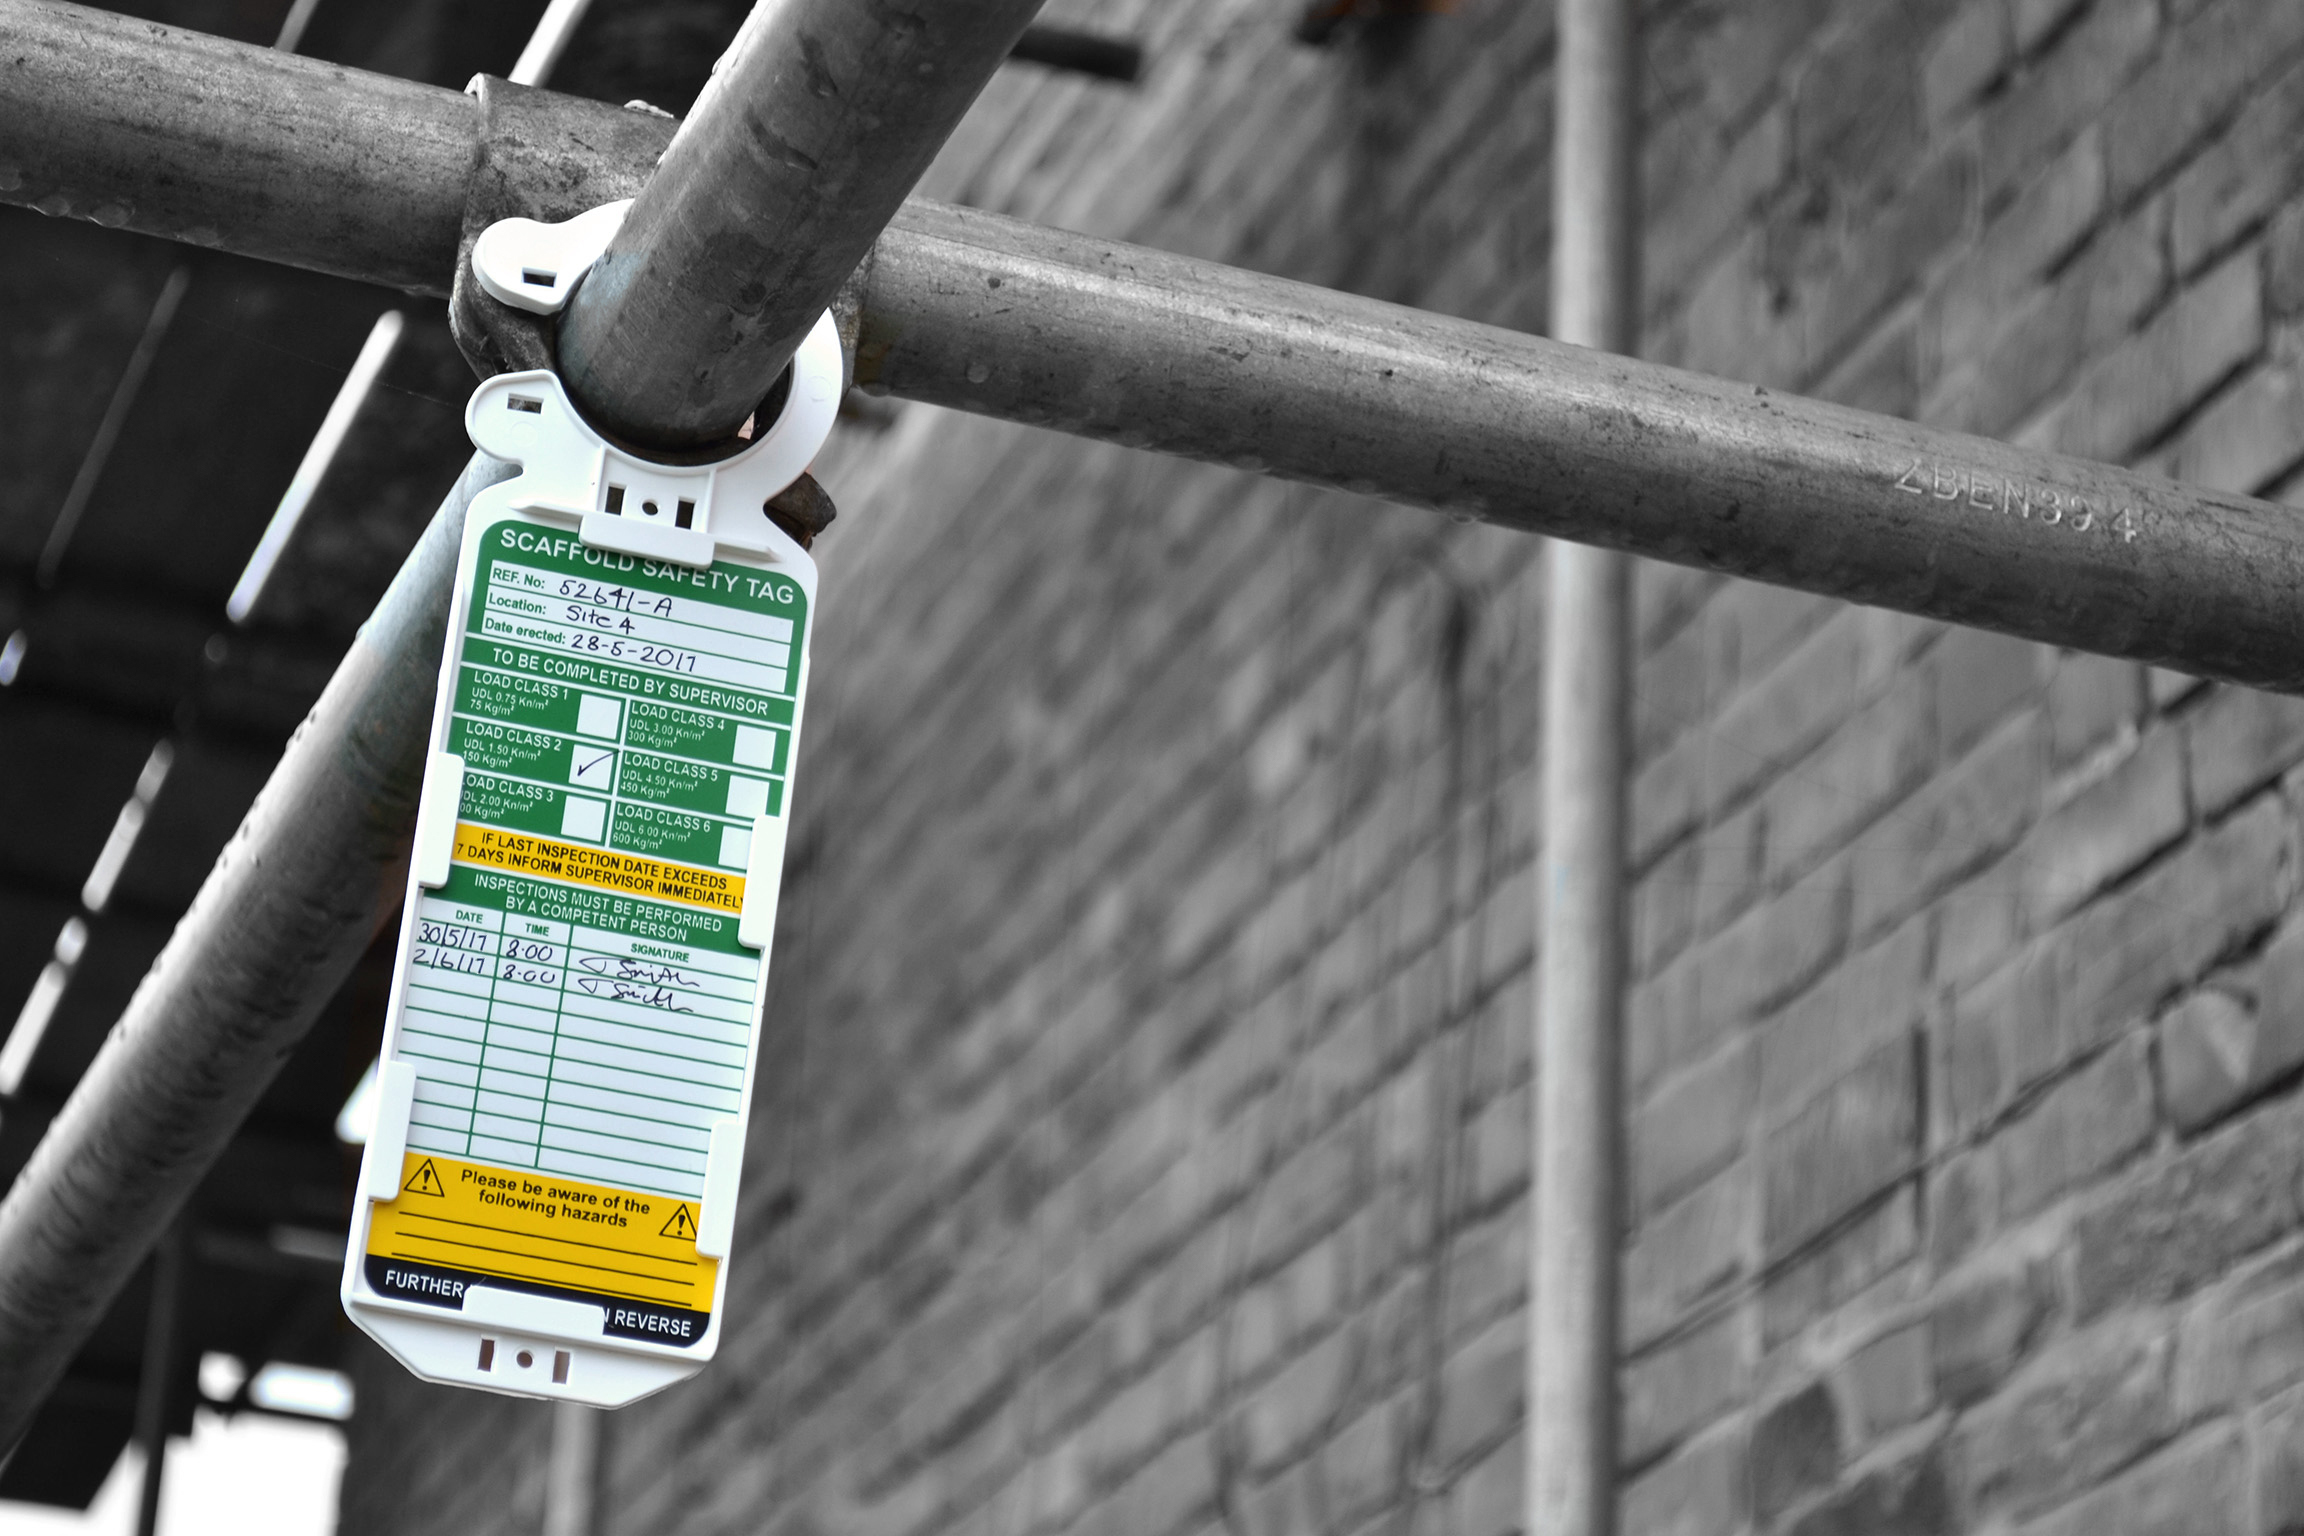 SCAFFOLD SAFETY TAG
REF. No: 52641-A
Location: Site 4
Date erected: 28-5-2017
TO BE COMPLETED BY SUPERVISOR
LOAD CLASS 1
UDL 0.75 Kn/m²
75 Kg/m²
LOAD CLASS 2
UDL 1.50 Kn/m²
150 Kg/m²
LOAD CLASS 3
UDL 2.00 Kn/m²
00 Kg/m²
LOAD CLASS 4
UDL 3.00 Kn/m²
300 Kg/m²
LOAD CLASS 5
UDL 4.50 Kn/m²
450 Kg/m²
LOAD CLASS 6
UDL 6.00 Kn/m²
600 Kg/m²
IF LAST INSPECTION DATE EXCEEDS
7 DAYS INFORM SUPERVISOR IMMEDIATELY
INSPECTIONS MUST BE PERFORMED
BY A COMPETENT PERSON
DATE TIME SIGNATURE
30/5/17 8.00 J Smith
2/6/17 8.00 J Smith
Please be aware of the
following hazards
FURTHER REVERSE